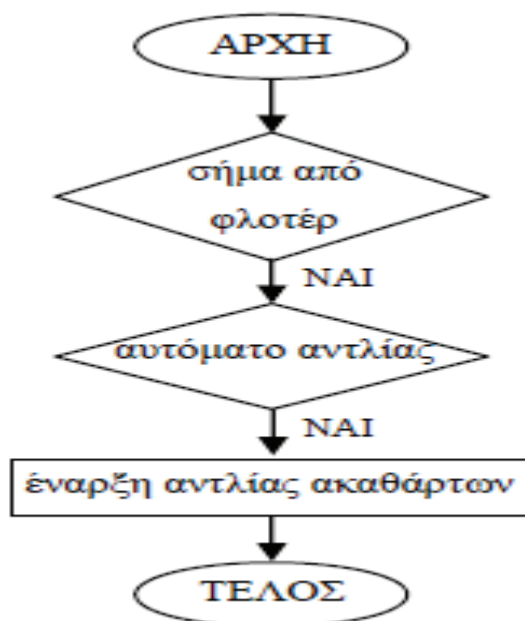 ΑΡΧΗ
σήμα από
φλοτέρ
ΝΑΙ
αυτόματο αντλίας
ΝΑΙ
έναρξη αντλίας ακαθάρτων
ΤΕΛΟΣ